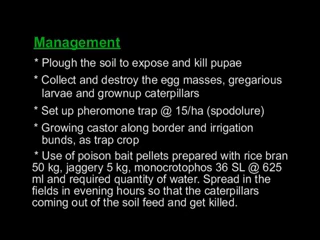 Management
* Plough the soil to expose and kill pupae
* Collect and destroy the egg masses, gregarious
larvae and grownup caterpillars
* Set up pheromone trap @ 15/ha (spodolure)
* Growing castor along border and irrigation
bunds, as trap crop
* Use of poison bait pellets prepared with rice bran
50 kg, jaggery 5 kg, monocrotophos 36 SL @ 625
ml and required quantity of water. Spread in the
fields in evening hours so that the caterpillars
coming out of the soil feed and get killed.